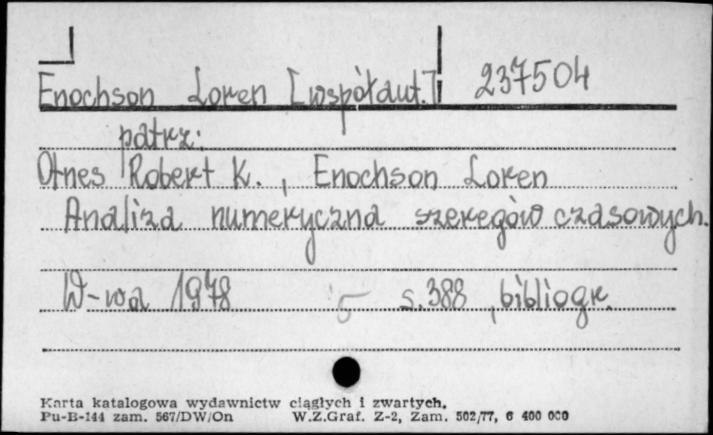 Enochson Loren [współaut.] 237504
patrz:
Otnes Robert K., Enochson Loren
Analiza numeryczna szeregów czasowych.
W-wa 1978 s. 388, bibliogr.
Karta katalogowa wydawnictw ciągłych i zwartych.
Pu-B-144 zam. 567/DW/On W.Z.Graf. Z-2, Zam. 502/77, 6 400 000